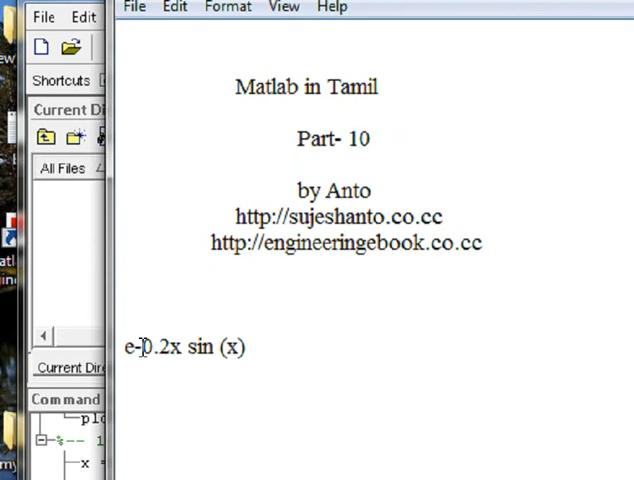 File Edit Format View Help
File Edit
Matlab in Tamil
Shortcuts
Part- 10
by Anto
http://sujeshanto.co.cc
http://engineeringebook.co.cc
All Files
e-0.2x sin (x)
Command
x =